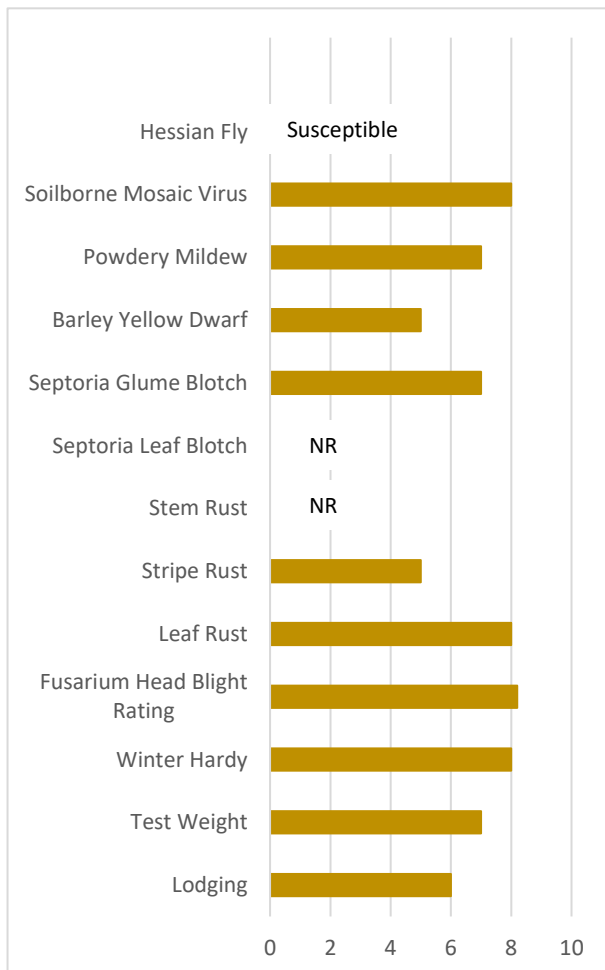 Hessian Fly Susceptible
Soilborne Mosaic Virus
Powdery Mildew
Barley Yellow Dwarf
Septoria Glume Blotch
Septoria Leaf Blotch NR
Stem Rust NR
Stripe Rust
Leaf Rust
Fusarium Head Blight
Rating
Winter Hardy
Test Weight
Lodging
0 2 4 6 8 10